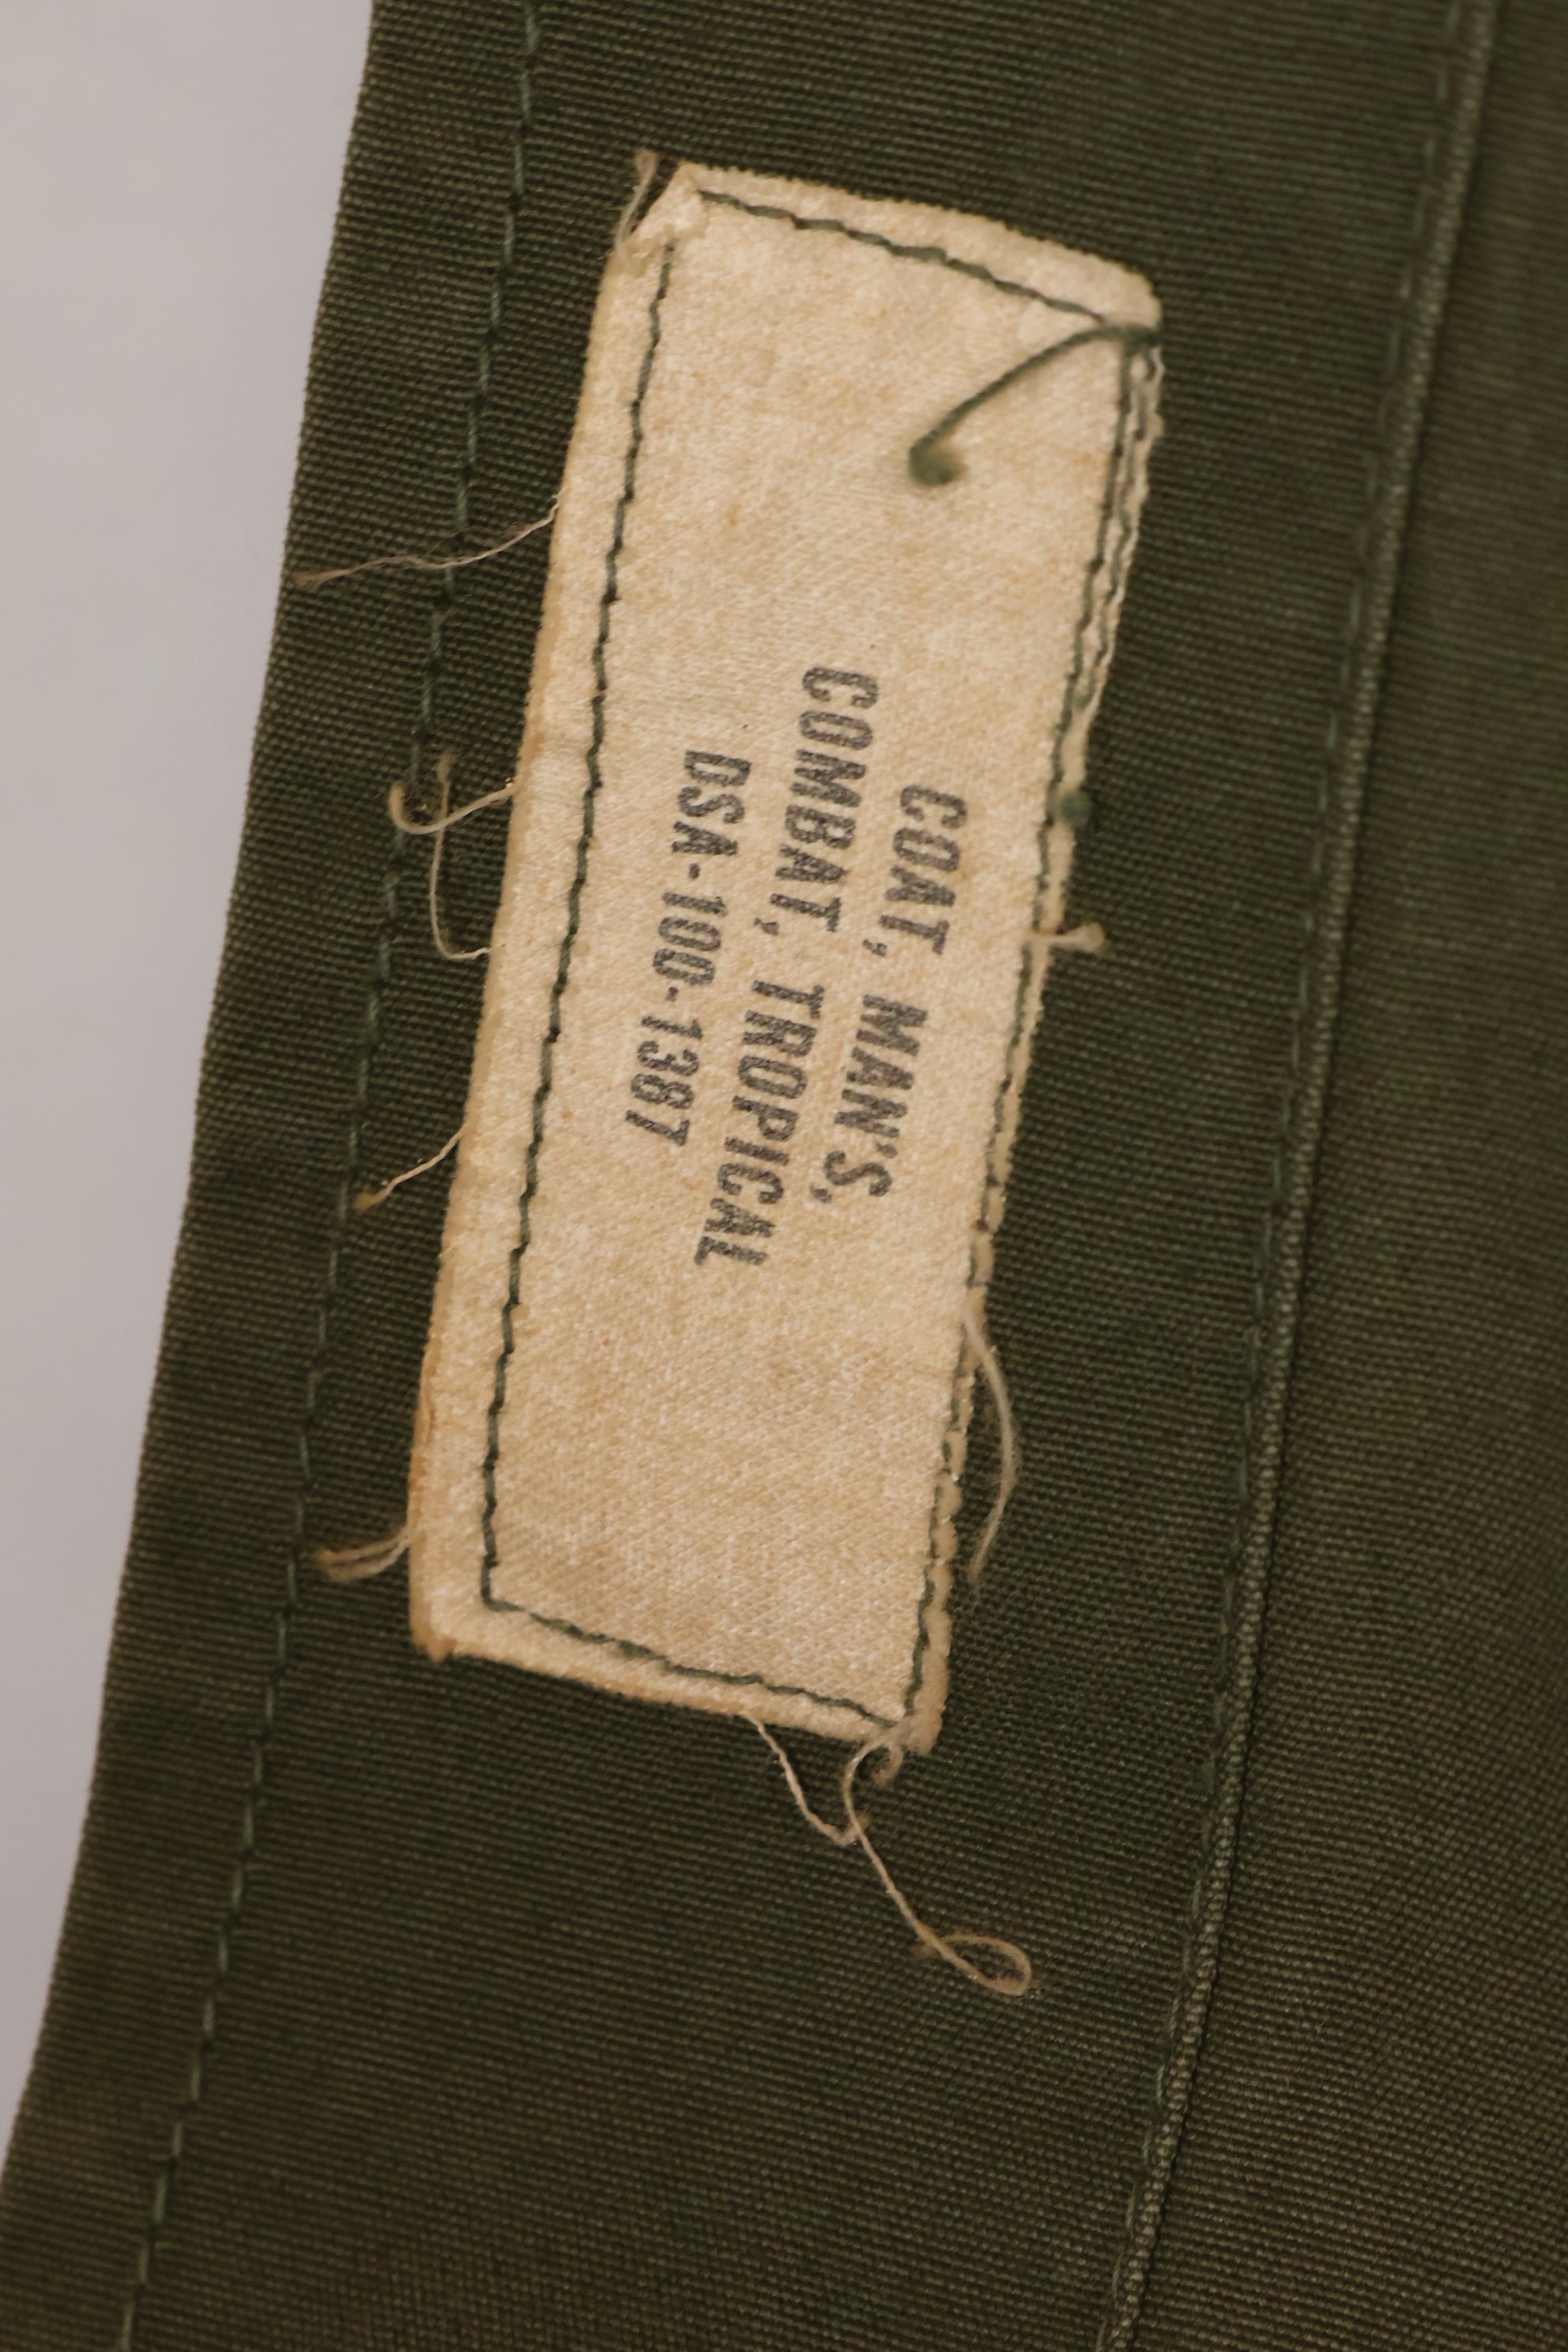 COAT, MAN'S,
COMBAT, TROPICAL
DSA-100-1387